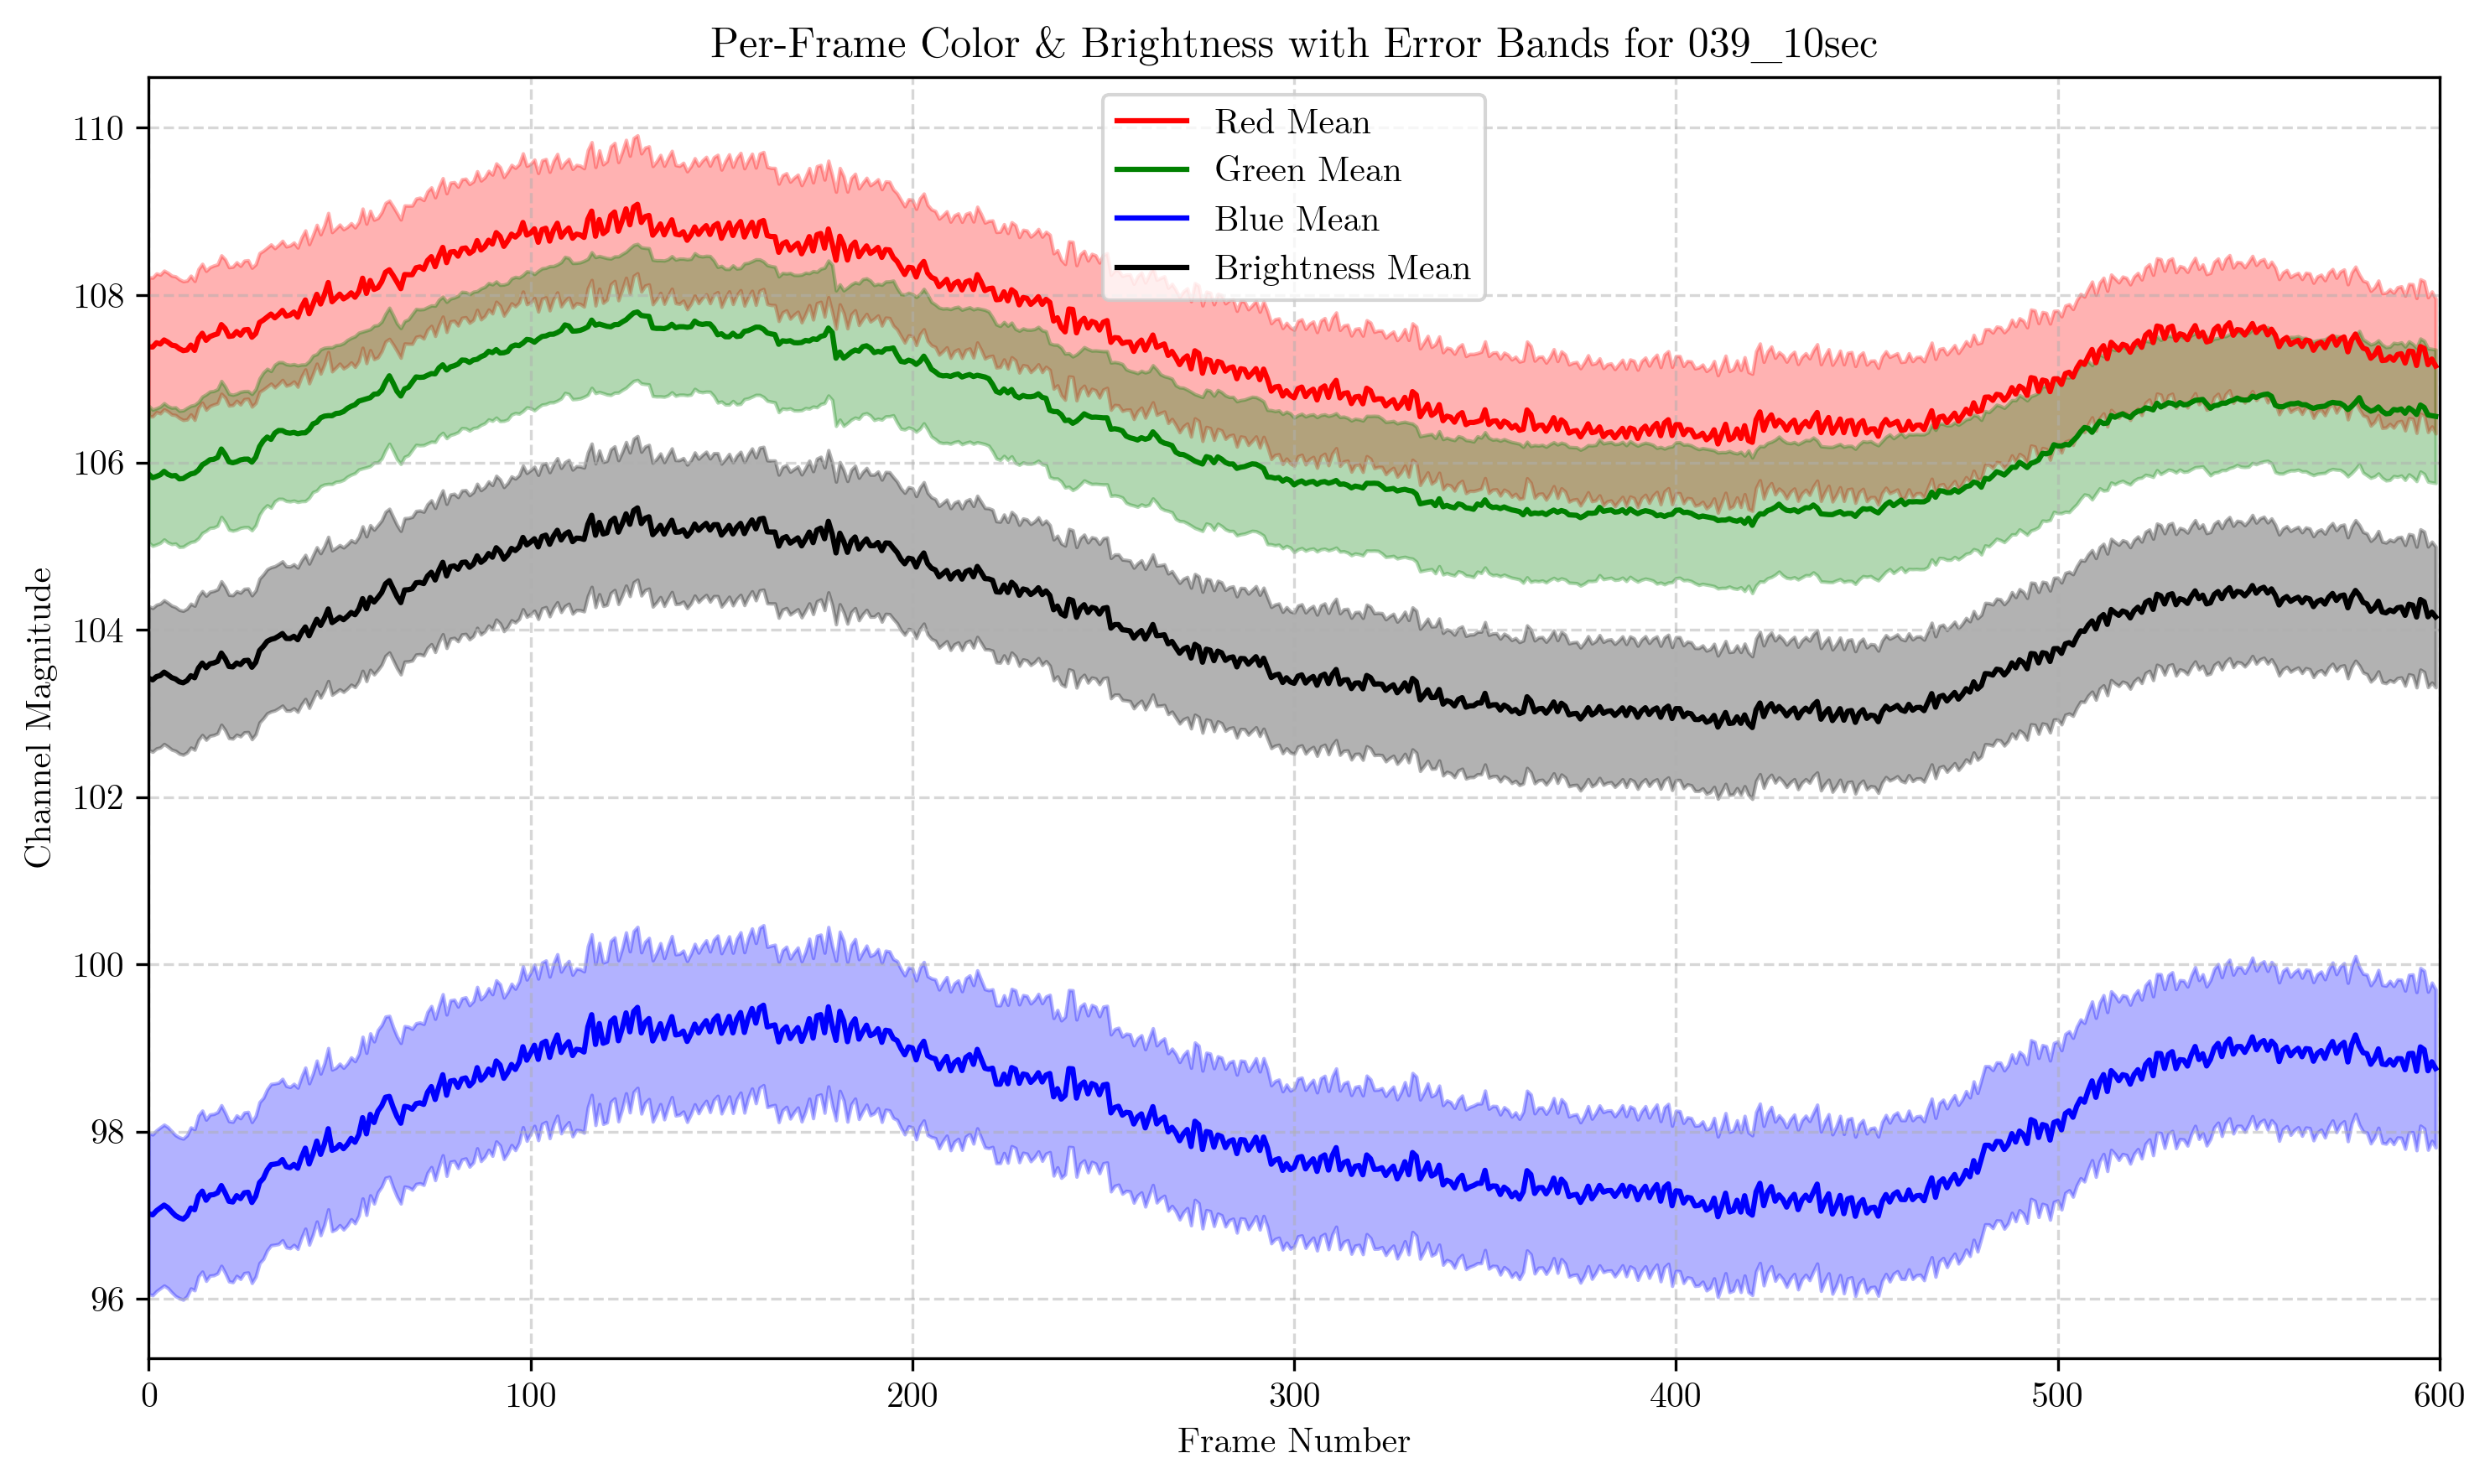 Per-Frame Color & Brightness with Error Bands for 039_10sec
Red Mean
Green Mean
Blue Mean
Brightness Mean
Channel Magnitude
110
108
106
104
102
100
98
96
0 100 200 300 400 500 600
Frame Number